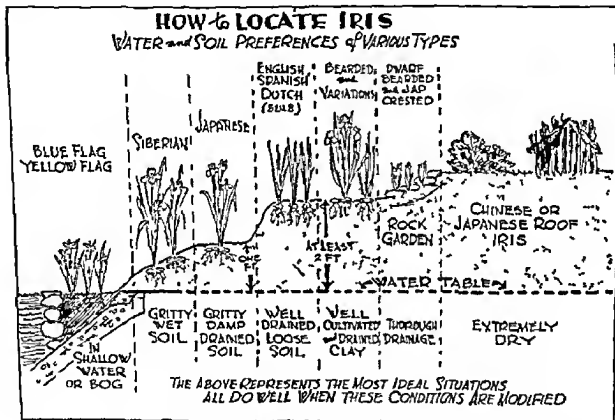 HOW to LOCATE IRIS
WATER and SOIL PREFERENCES of VARIOUS TYPES
BLUE FLAG
YELLOW FLAG
SIBERIAN
JAPANESE
ENGLISH
SPANISH
DUTCH
(BULB)
BEARDED
and
VARIATIONS
DWARF
BEARDED
and JAP
CRESTED
ONE
FT
AT LEAST
2 FT
ROCK
GARDEN
CHINESE OR
JAPANESE ROOF
IRIS
WATER TABLE
IN
SHALLOW
WATER
OR BOG
GRITTY
WET
SOIL
GRITTY
DAMP
DRAINED
SOIL
WELL
DRAINED
LOOSE
SOIL
WELL
CULTIVATED
and DRAINED
CLAY
THOROUGH
DRAINAGE
EXTREMELY
DRY
THE ABOVE REPRESENTS THE MOST IDEAL SITUATIONS
ALL DO WELL WHEN THESE CONDITIONS ARE MODIFIED